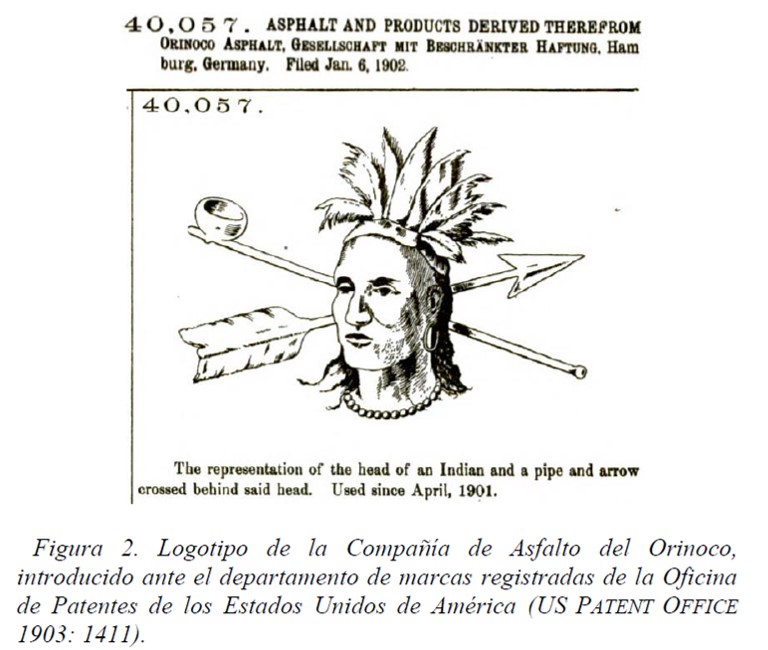 40,057. ASPHALT AND PRODUCTS DERIVED THEREFROM
ORINOCO ASPHALT, GESELLSCHAFT MIT BESCHRÄNKTER HAFTUNG, Ham
burg, Germany. Filed Jan. 6, 1902.
40,057.
The representation of the head of an Indian and a pipe and arrow
crossed behind said head. Used since April, 1901.
Figura 2. Logotipo de la Compañía de Asfalto del Orinoco,
introducido ante el departamento de marcas registradas de la Oficina
de Patentes de los Estados Unidos de América (US PATENT OFFICE
1903: 1411).